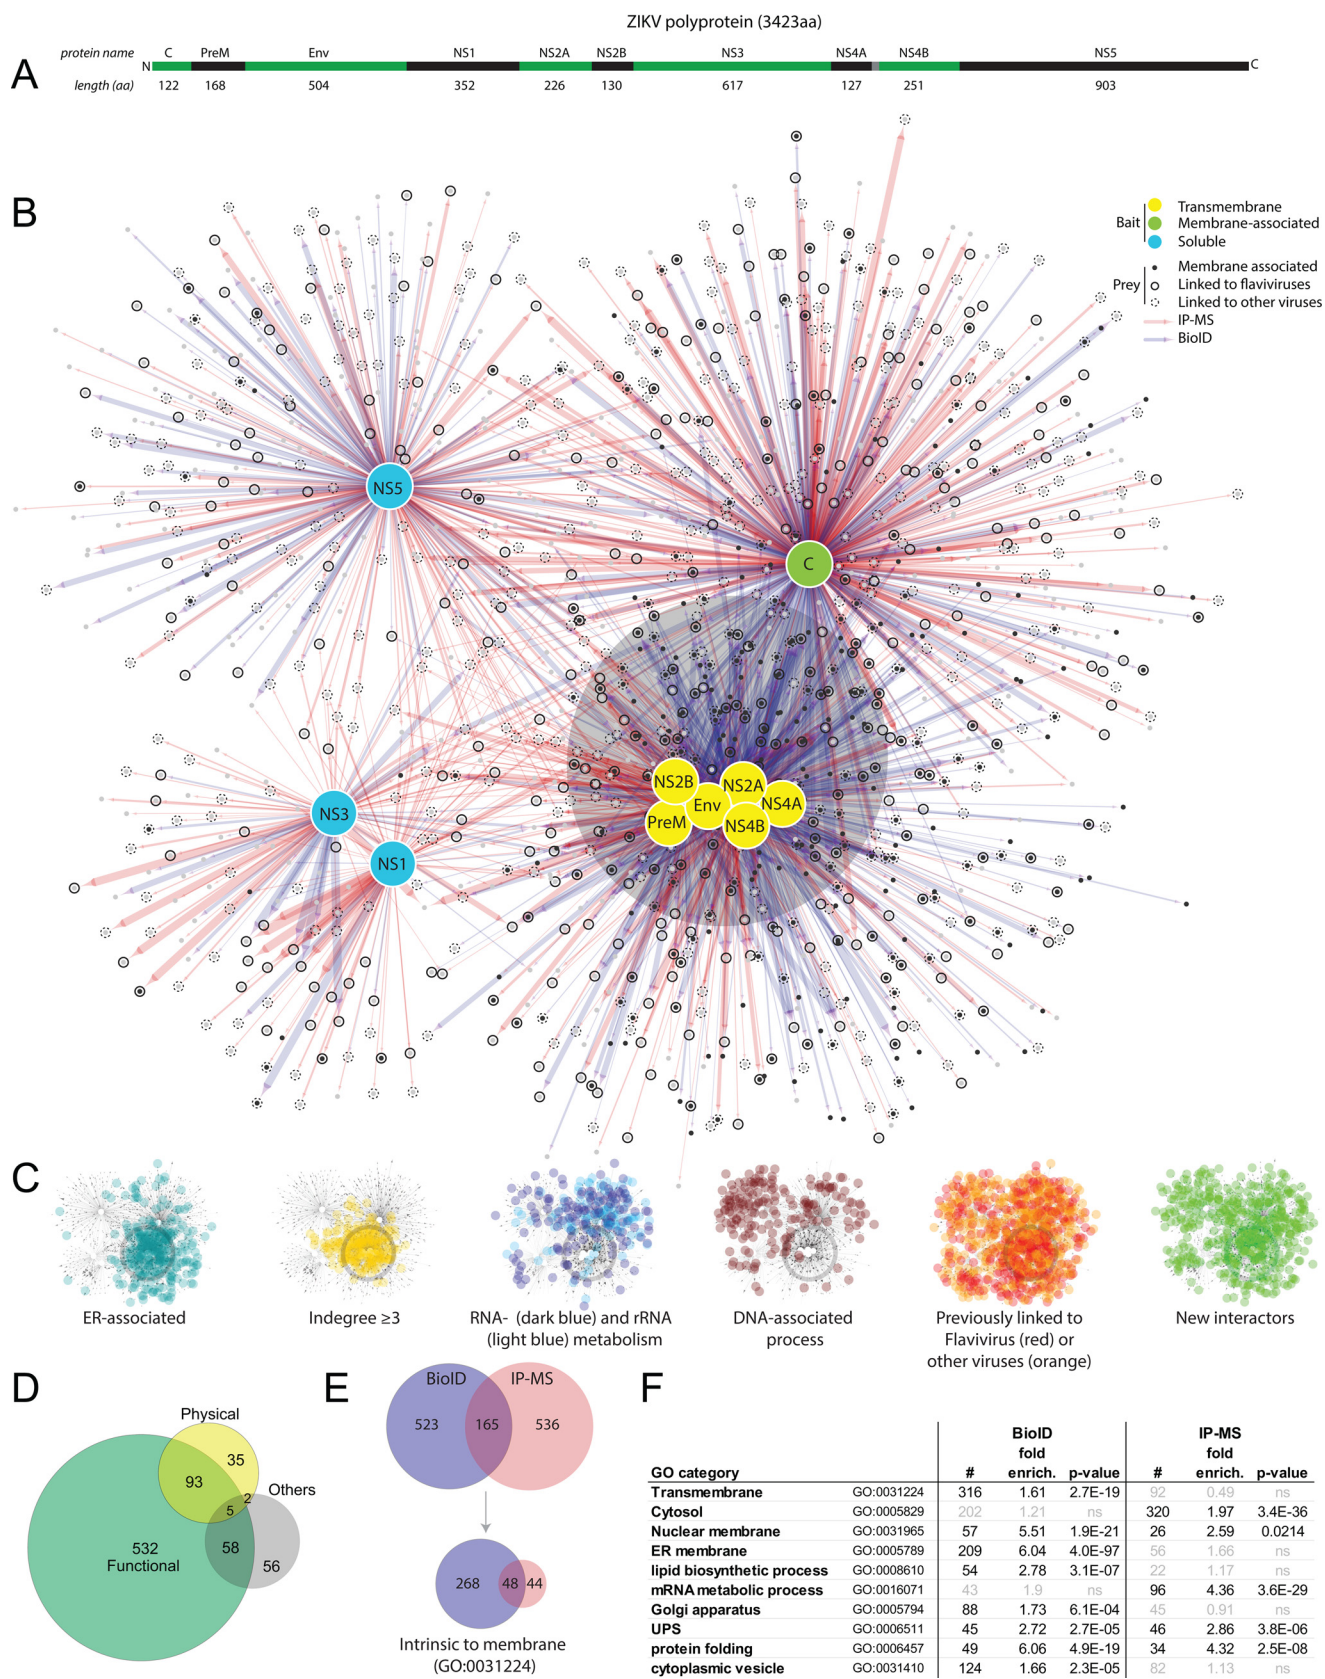 ZIKV polyprotein (3423aa)
protein name C PreM Env NS1 NS2A NS2B NS3 NS4A NS4B NS5
N C
A
length (aa) 122 168 504 352 226 130 617 127 251 903
B
Bait
Transmembrane
Membrane-associated
Soluble
Prey
Membrane associated
Linked to flaviviruses
Linked to other viruses
IP-MS
BioID
NS5
C
NS2B
NS2A
Env
NS4A
PreM
NS4B
NS3
NS1
C
ER-associated
Indegree ≥3
RNA- (dark blue) and rRNA
(light blue) metabolism
DNA-associated
process
Previously linked to
Flavivirus (red) or
other viruses (orange)
New interactors
D
Physical
35
93
Others
2
5
532
Functional
58
56
E
BioID IP-MS
523 165 536
268 48 44
Intrinsic to membrane
(GO:0031224)
F
BioID IP-MS
fold fold
GO category # enrich. p-value # enrich. p-value
Transmembrane GO:0031224 316 1.61 2.7E-19 92 0.49 ns
Cytosol GO:0005829 202 1.21 ns 320 1.97 3.4E-36
Nuclear membrane GO:0031965 57 5.51 1.9E-21 26 2.59 0.0214
ER membrane GO:0005789 209 6.04 4.0E-97 56 1.66 ns
lipid biosynthetic process GO:0008610 54 2.78 3.1E-07 22 1.17 ns
mRNA metabolic process GO:0016071 43 1.9 ns 96 4.36 3.6E-29
Golgi apparatus GO:0005794 88 1.73 6.1E-04 45 0.91 ns
UPS GO:0006511 45 2.72 2.7E-05 46 2.86 3.8E-06
protein folding GO:0006457 49 6.06 4.9E-19 34 4.32 2.5E-08
cytoplasmic vesicle GO:0031410 124 1.66 2.3E-05 82 1.13 ns